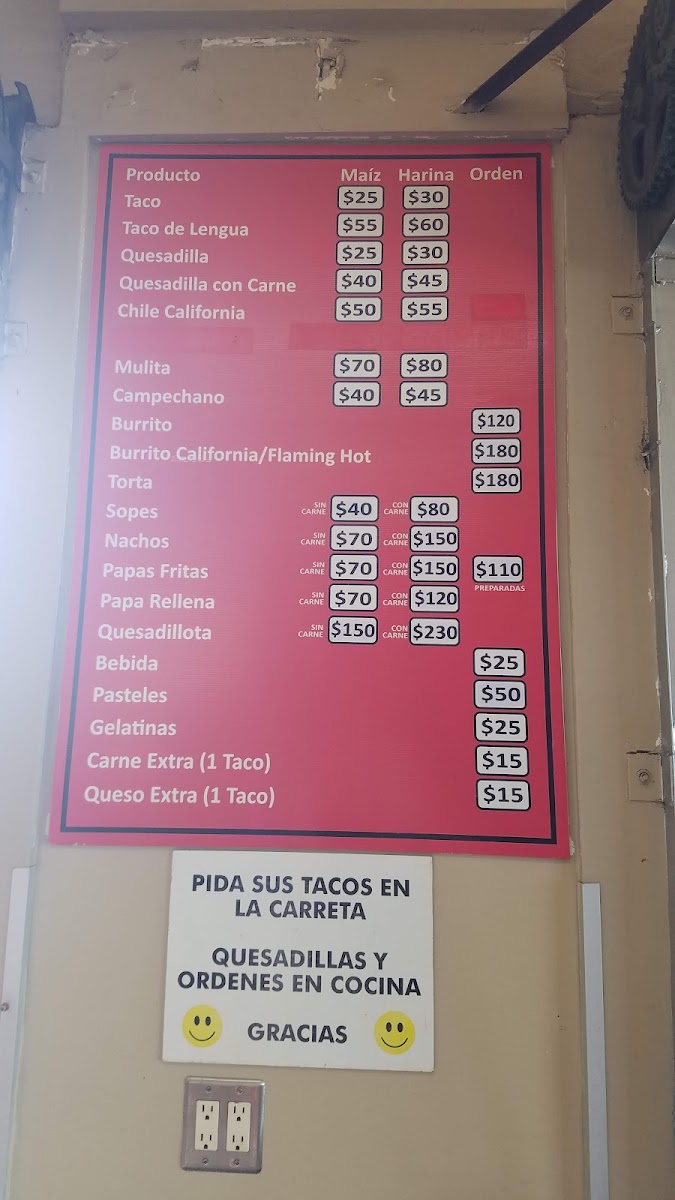 Producto Maíz Harina Orden
Taco $25 $30
Taco de Lengua $55 $60
Quesadilla $25 $30
Quesadilla con Carne $40 $45
Chile California $50 $55
Mulita $70 $80
Campechano $40 $45
Burrito $120
Burrito California/Flaming Hot $180
Torta $180
Sopes SIN CARNE $40 CON CARNE $80
Nachos SIN CARNE $70 CON CARNE $150
Papas Fritas SIN CARNE $70 CON CARNE $150 $110 PREPARADAS
Papa Rellena SIN CARNE $70 CON CARNE $120
Quesadillota SIN CARNE $150 CON CARNE $230
Bebida $25
Pasteles $50
Gelatinas $25
Carne Extra (1 Taco) $15
Queso Extra (1 Taco) $15
PIDA SUS TACOS EN
LA CARRETA
QUESADILLAS Y
ORDENES EN COCINA
GRACIAS